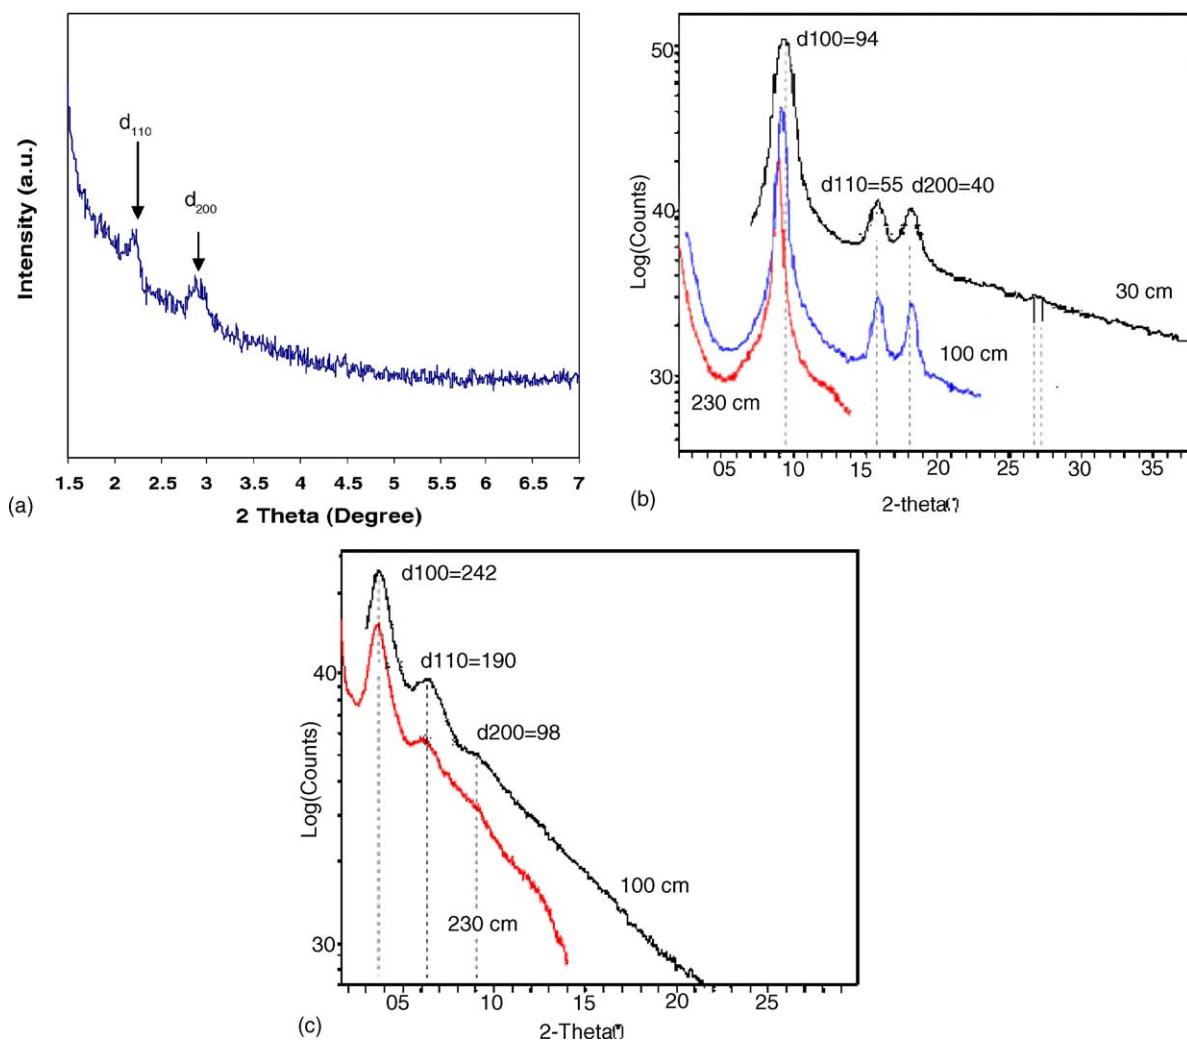 d110
d200
Intensity (a.u.)
1.5 2 2.5 3 3.5 4 4.5 5 5.5 6 6.5 7
2 Theta (Degree)
(a)
d100=94
d110=55 d200=40
50
40
30
Log(Counts)
30 cm
100 cm
230 cm
05 10 15 20 25 30 35
2-theta(°)
(b)
d100=242
d110=190
d200=98
40
30
Log(Counts)
100 cm
230 cm
05 10 15 20 25
2-Theta(°)
(c)